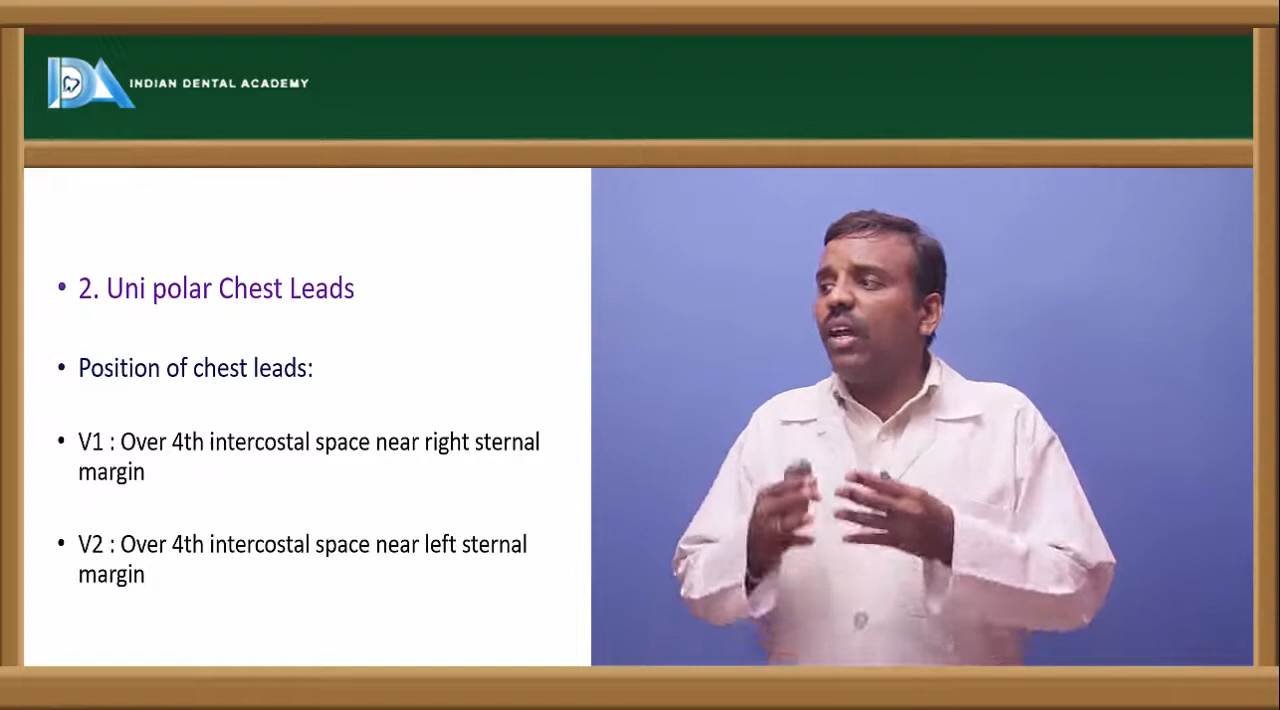 INDIAN DENTAL ACADEMY
• 2. Uni polar Chest Leads
• Position of chest leads:
• V1 : Over 4th intercostal space near right sternal
margin
• V2 : Over 4th intercostal space near left sternal
margin